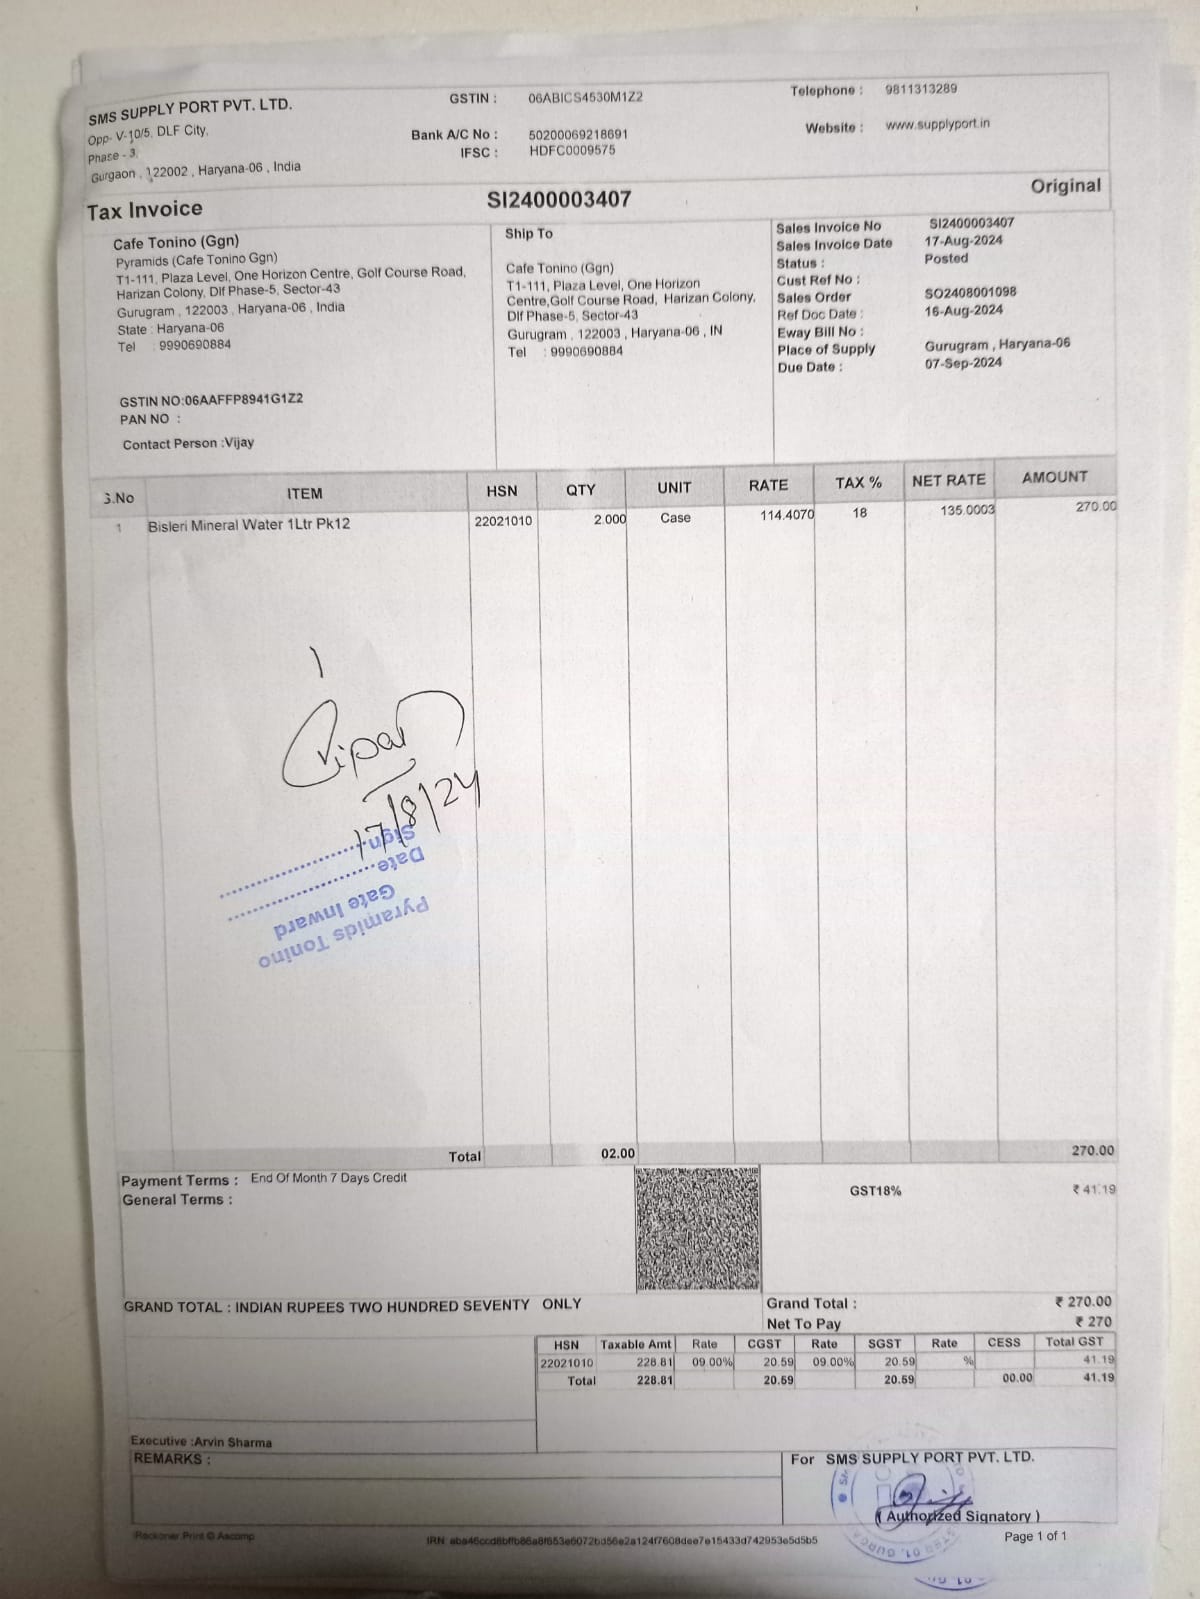 SMS SUPPLY PORT PVT. LTD.
Opp- V-10/5, DLF City,
Phase - 3,
Gurgaon , 122002 , Haryana-06 , India
GSTIN : 06ABICS4530M1Z2
Bank A/C No : 50200069218691
IFSC : HDFC0009575
Telephone : 9811313289
Website : www.supplyport.in
Tax Invoice
SI2400003407
Original
Cafe Tonino (Ggn)
Pyramids (Cafe Tonino Ggn)
T1-111, Plaza Level, One Horizon Centre, Golf Course Road,
Harizan Colony, Dlf Phase-5, Sector-43
Gurugram , 122003 , Haryana-06 , India
State : Haryana-06
Tel : 9990690884
GSTIN NO:06AAFFP8941G1Z2
PAN NO :
Contact Person :Vijay
Ship To
Cafe Tonino (Ggn)
T1-111, Plaza Level, One Horizon
Centre,Golf Course Road, Harizan Colony,
Dlf Phase-5, Sector-43
Gurugram , 122003 , Haryana-06 , IN
Tel : 9990690884
Sales Invoice No SI2400003407
Sales Invoice Date 17-Aug-2024
Status : Posted
Cust Ref No :
Sales Order SO2408001098
Ref Doc Date : 16-Aug-2024
Eway Bill No :
Place of Supply Gurugram , Haryana-06
Due Date : 07-Sep-2024
S.No ITEM HSN QTY UNIT RATE TAX % NET RATE AMOUNT
1 Bisleri Mineral Water 1Ltr Pk12 22021010 2.000 Case 114.4070 18 135.0003 270.00
17/8/24
Sign.
Date
Gate Inward
Pyramids Tonino
Total 02.00 270.00
Payment Terms : End Of Month 7 Days Credit
General Terms :
GST18% ₹ 41.19
GRAND TOTAL : INDIAN RUPEES TWO HUNDRED SEVENTY ONLY
Grand Total : ₹ 270.00
Net To Pay ₹ 270
HSN Taxable Amt Rate CGST Rate SGST Rate CESS Total GST
22021010 228.81 09.00% 20.59 09.00% 20.59 % 41.19
Total 228.81 20.59 20.59 00.00 41.19
Executive :Arvin Sharma
REMARKS :
For SMS SUPPLY PORT PVT. LTD.
( Authorized Signatory )
Reckoner Print © Ascomp
Page 1 of 1